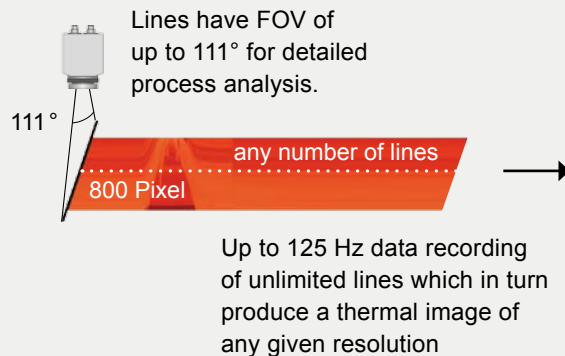 Lines have FOV of
up to 111° for detailed
process analysis.
111°
any number of lines
800 Pixel
Up to 125 Hz data recording
of unlimited lines which in turn
produce a thermal image of
any given resolution